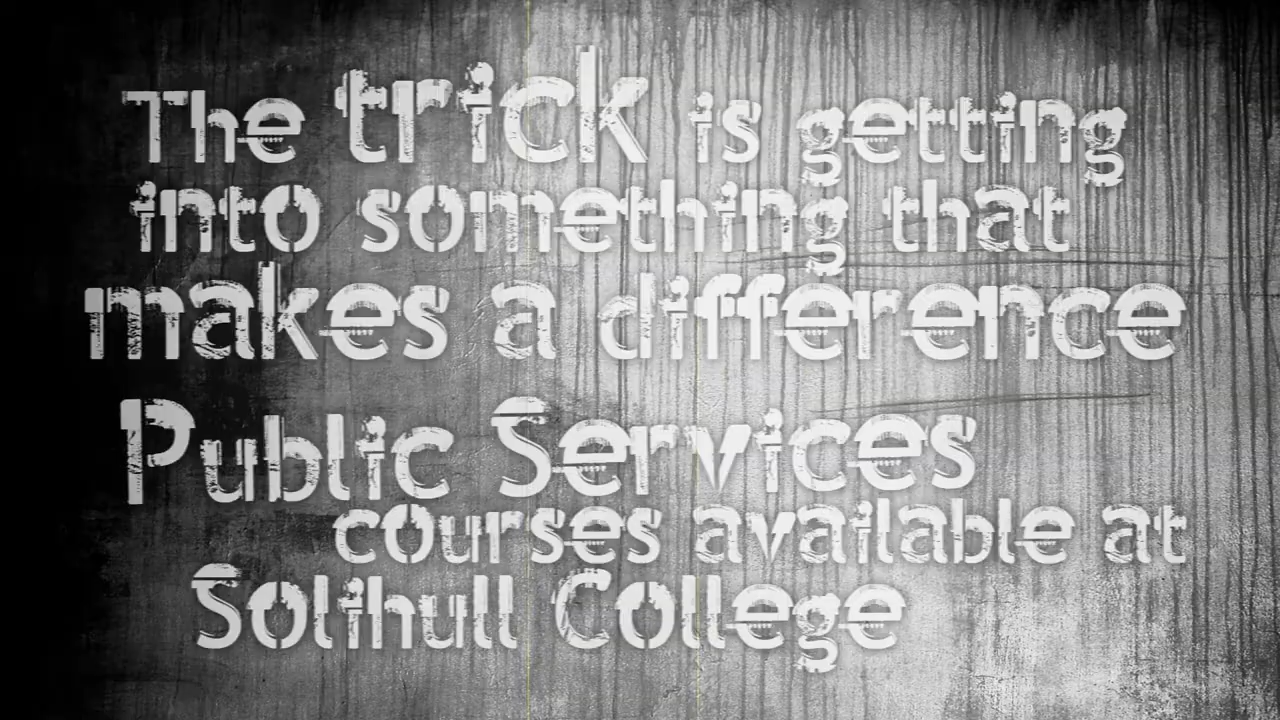 The trick is getting
into something that
makes a difference
Public Services
courses available at
Solihull College